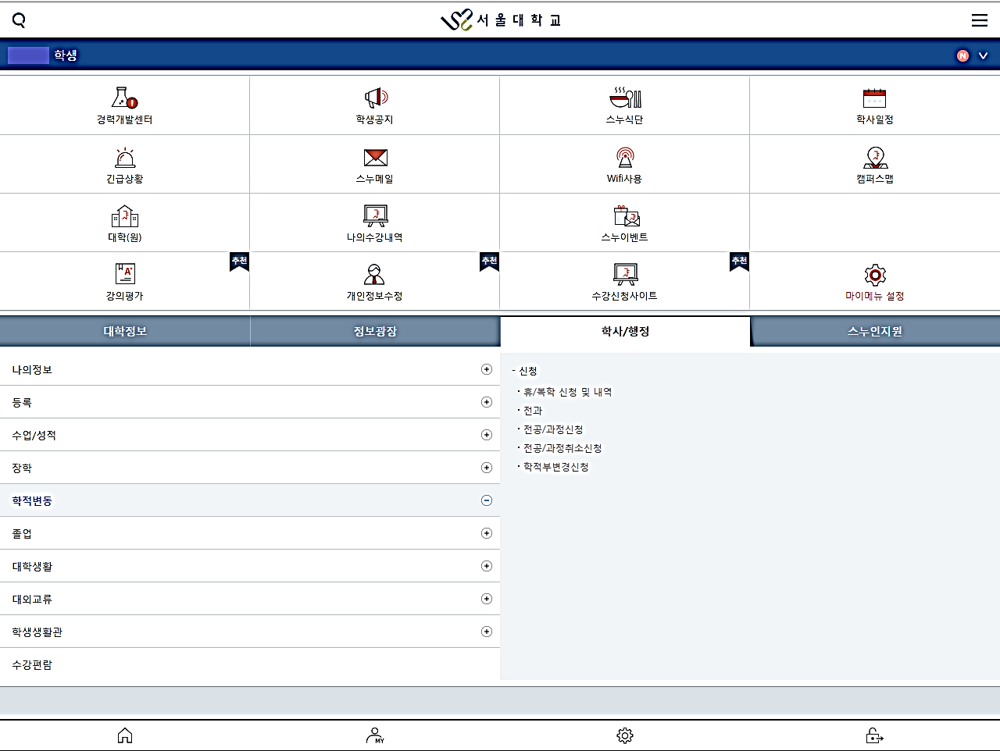 서울대학교
학생
N
경력개발센터
학생공지
스누식단
학사일정
긴급상황
스누메일
Wifi사용
캠퍼스맵
대학(원)
나의수강내역
스누이벤트
추천
추천
추천
A+
강의평가
개인정보수정
수강신청사이트
마이메뉴 설정
대학정보
정보광장
학사/행정
스누인지원
나의정보
등록
수업/성적
장학
학적변동
졸업
대학생활
대외교류
학생생활관
수강편람
- 신청
· 휴/복학 신청 및 내역
· 전과
· 전공/과정신청
· 전공/과정취소신청
· 학적부변경신청
MY